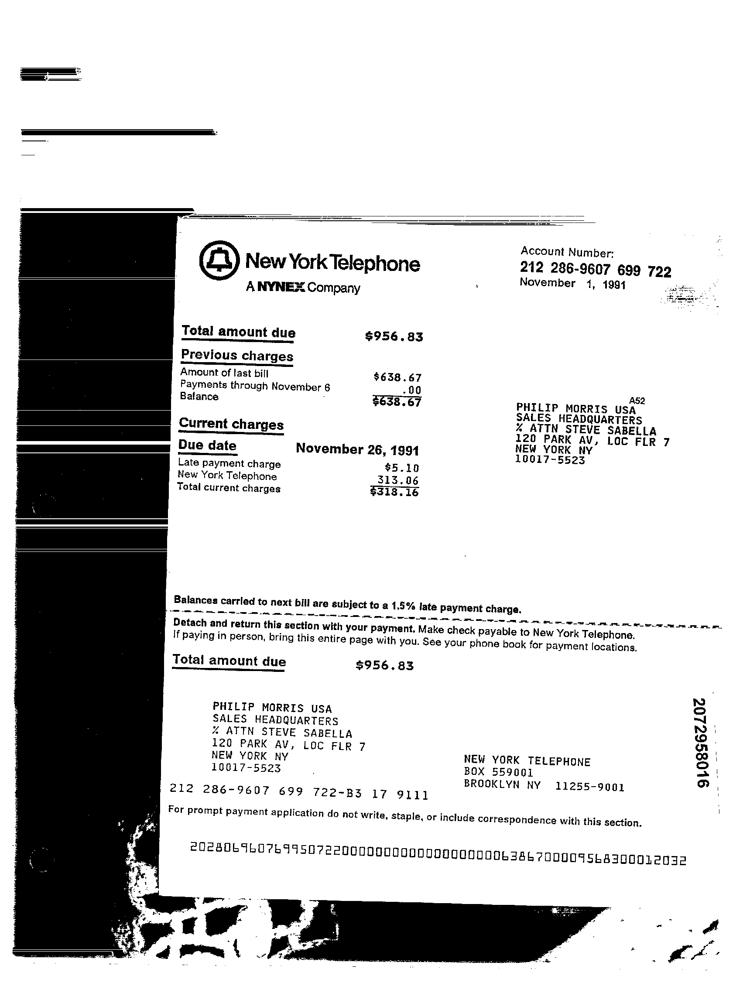 New York Telephone
A NYNEX Company
Account Number:
212 286-9607 699 722
November 1, 1991
Total amount due $956.83
Previous charges
Amount of last bill $638.67
Payments through November 6 .00
Balance $638.67
A52
PHILIP MORRIS USA
SALES HEADQUARTERS
% ATTN STEVE SABELLA
120 PARK AV, LOC FLR 7
NEW YORK NY
10017-5523
Current charges
Due date November 26, 1991
Late payment charge $5.10
New York Telephone 313.06
Total current charges $318.16
Balances carried to next bill are subject to a 1.5% late payment charge.
Detach and return this section with your payment. Make check payable to New York Telephone.
If paying in person, bring this entire page with you. See your phone book for payment locations.
Total amount due $956.83
PHILIP MORRIS USA
SALES HEADQUARTERS
% ATTN STEVE SABELLA
120 PARK AV, LOC FLR 7
NEW YORK NY
10017-5523
NEW YORK TELEPHONE
BOX 559001
BROOKLYN NY 11255-9001
212 286-9607 699 722-B3 17 9111
For prompt payment application do not write, staple, or include correspondence with this section.
2072958016